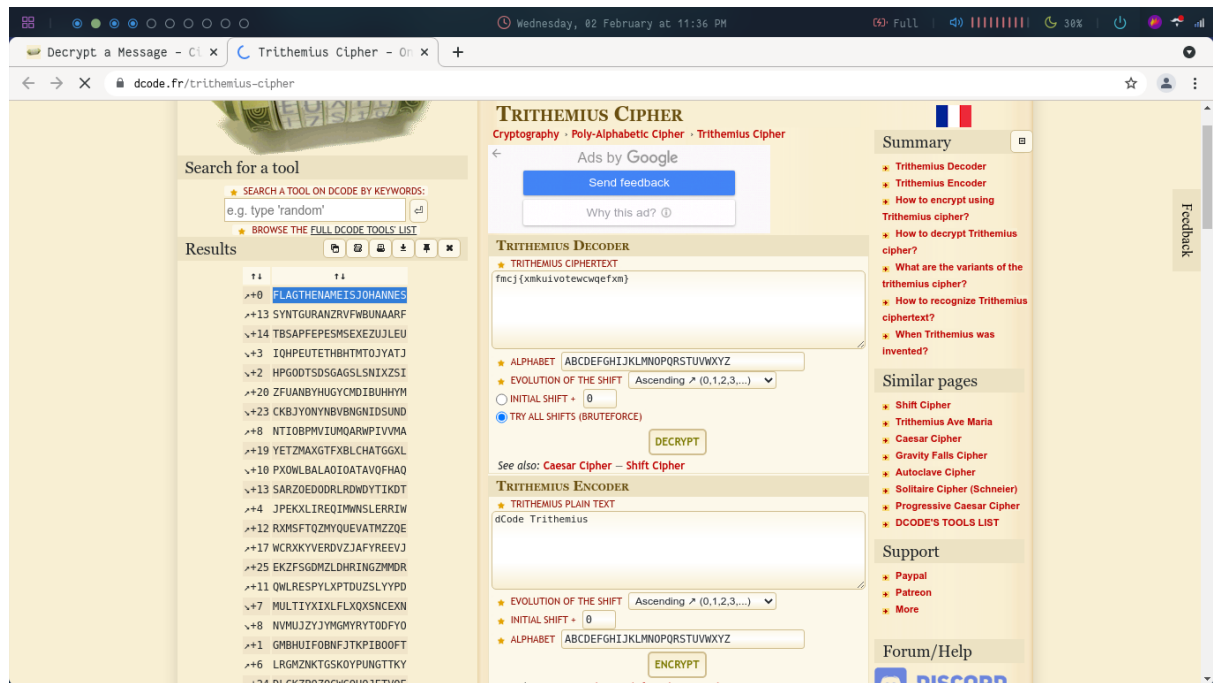 Wednesday, 02 February at 11:36 PM
Full
30%
Decrypt a Message - Ci
Trithemius Cipher - On
dcode.fr/trithemius-cipher
Search for a tool
SEARCH A TOOL ON DCODE BY KEYWORDS:
e.g. type 'random'
BROWSE THE FULL DCODE TOOLS' LIST
Results
↑↓ ↑↓
↗+0 FLAGTHENAMEISJOHANNES
↗+13 SYNTGURANZRVFWBUNAARF
↘+14 TBSAPFEPESMSEXEZUJLEU
↘+3 IQHPEUTETHBHTMTOJYATJ
↘+2 HPGODTSDSGAGSLSNIXZSI
↗+20 ZFUANBYHUGYCMDIBUHHYM
↘+23 CKBJYONYNBVBNGNIDSUND
↗+8 NTIOBPMVIUMQARWPIVVMA
↗+19 YETZMAXGTFXBLCHATGGXL
↘+10 PXOWLBALAOIOATAVQFHAQ
↘+13 SARZOEDODRLRDWDYTIKDT
↗+4 JPEKXLIREQIMWNSLERRIW
↗+12 RXMSFTQZMYQUEVATMZZQE
↗+17 WCRXKYVERDVZJAFYREEVJ
↗+25 EKZFSGDMZLDHRINGZMMDR
↗+11 QWLRESPYLXPTDUZSLYYPD
↘+7 MULTIYXIXLFLXQXSNCEXN
↘+8 NVMUJZYJYMGMYRYTODFYO
↗+1 GMBHUIFOBNFJTKPIBOOFT
↗+6 LRGMZNKTGSKOYPUNGTTKY
TRITHEMIUS CIPHER
Cryptography · Poly-Alphabetic Cipher · Trithemius Cipher
Ads by Google
Send feedback
Why this ad?
TRITHEMIUS DECODER
TRITHEMIUS CIPHERTEXT
fmcj{xmkuivotewcwqefxm}
ALPHABET ABCDEFGHIJKLMNOPQRSTUVWXYZ
EVOLUTION OF THE SHIFT Ascending ↗ (0,1,2,3,...)
INITIAL SHIFT + 0
TRY ALL SHIFTS (BRUTEFORCE)
DECRYPT
See also: Caesar Cipher – Shift Cipher
TRITHEMIUS ENCODER
TRITHEMIUS PLAIN TEXT
dCode Trithemius
EVOLUTION OF THE SHIFT Ascending ↗ (0,1,2,3,...)
INITIAL SHIFT + 0
ALPHABET ABCDEFGHIJKLMNOPQRSTUVWXYZ
ENCRYPT
Summary
Trithemius Decoder
Trithemius Encoder
How to encrypt using
Trithemius cipher?
How to decrypt Trithemius
cipher?
What are the variants of the
trithemius cipher?
How to recognize Trithemius
ciphertext?
When Trithemius was
invented?
Similar pages
Shift Cipher
Trithemius Ave Maria
Caesar Cipher
Gravity Falls Cipher
Autoclave Cipher
Solitaire Cipher (Schneier)
Progressive Caesar Cipher
DCODE'S TOOLS LIST
Support
Paypal
Patreon
More
Forum/Help
DISCORD
Feedback